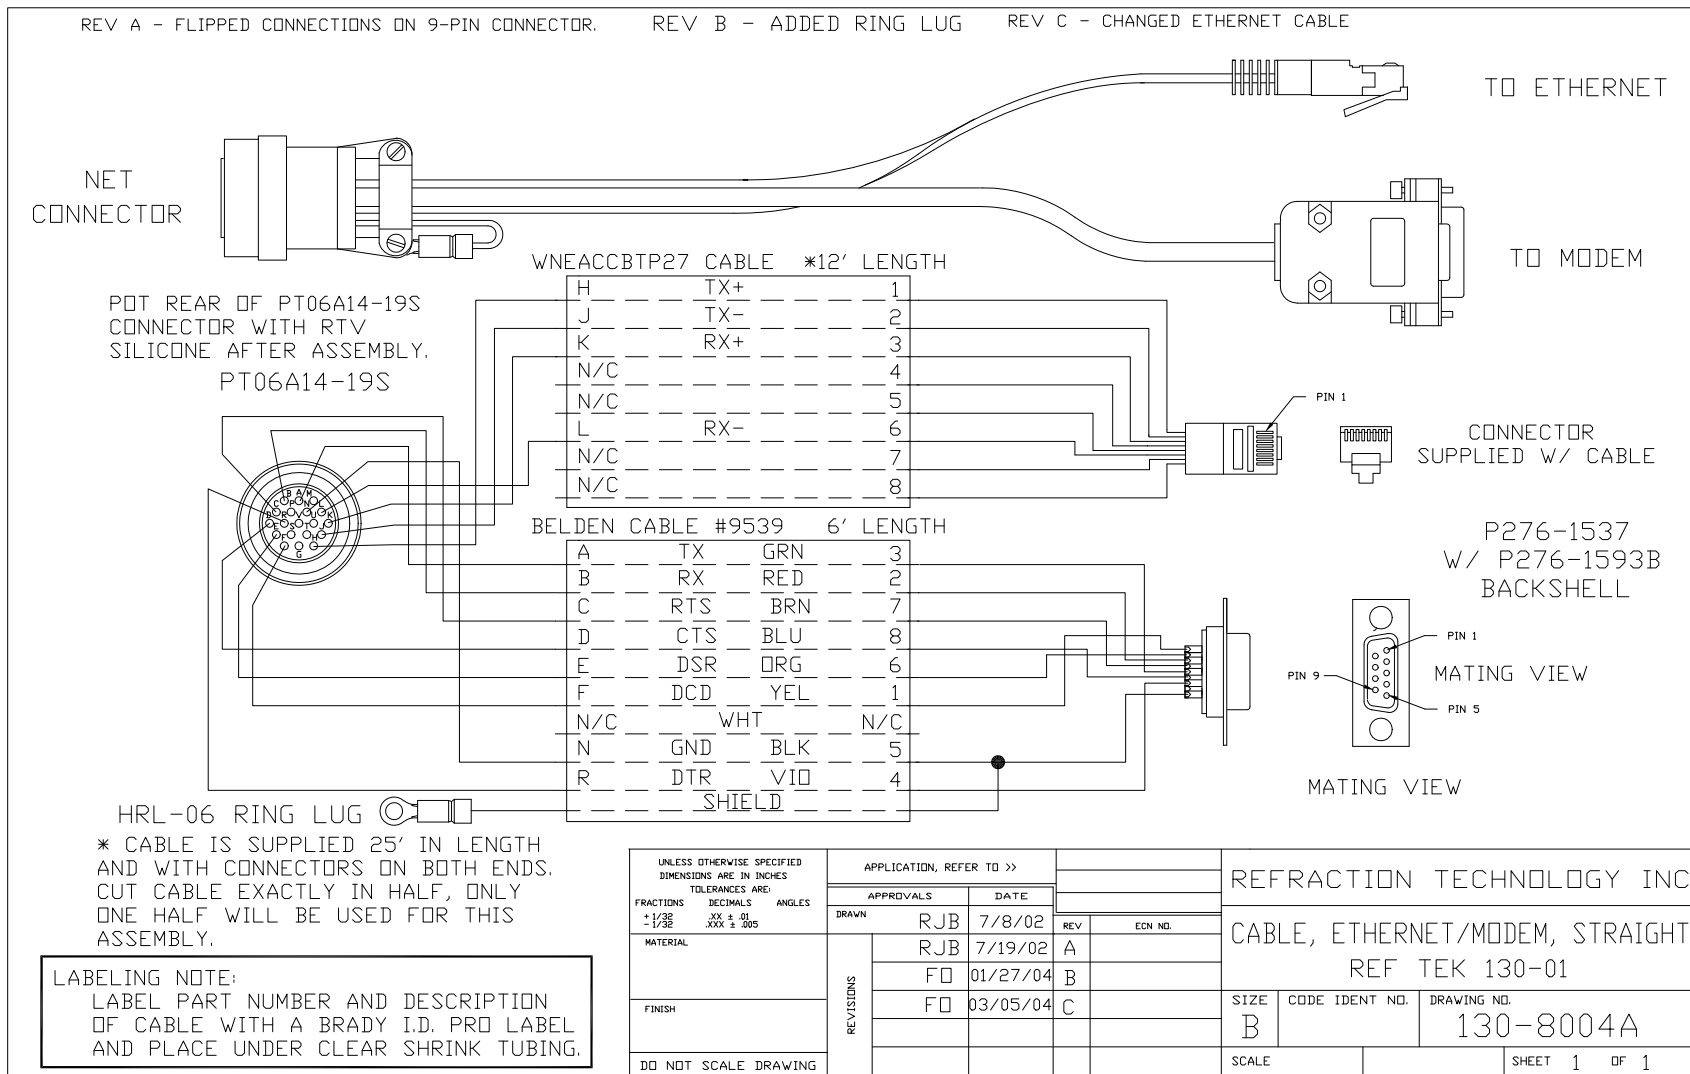 REV A - FLIPPED CONNECTIONS ON 9-PIN CONNECTOR.
REV B - ADDED RING LUG
REV C - CHANGED ETHERNET CABLE
TO ETHERNET
NET
CONNECTOR
TO MODEM
POT REAR OF PT06A14-19S
CONNECTOR WITH RTV
SILICONE AFTER ASSEMBLY.
PT06A14-19S
WNEACCBTP27 CABLE *12' LENGTH
H TX+ 1
J TX- 2
K RX+ 3
N/C 4
N/C 5
L RX- 6
N/C 7
N/C 8
PIN 1
CONNECTOR
SUPPLIED W/ CABLE
B A M
C P N L
D R V U K
E S T J
F H
G
BELDEN CABLE #9539 6' LENGTH
A TX GRN 3
B RX RED 2
C RTS BRN 7
D CTS BLU 8
E DSR ORG 6
F DCD YEL 1
N/C WHT N/C
N GND BLK 5
R DTR VIO 4
SHIELD
P276-1537
W/ P276-1593B
BACKSHELL
PIN 1
MATING VIEW
PIN 9
PIN 5
MATING VIEW
HRL-06 RING LUG
* CABLE IS SUPPLIED 25' IN LENGTH
AND WITH CONNECTORS ON BOTH ENDS.
CUT CABLE EXACTLY IN HALF, ONLY
ONE HALF WILL BE USED FOR THIS
ASSEMBLY.
LABELING NOTE:
LABEL PART NUMBER AND DESCRIPTION
OF CABLE WITH A BRADY I.D. PRO LABEL
AND PLACE UNDER CLEAR SHRINK TUBING.
UNLESS OTHERWISE SPECIFIED
DIMENSIONS ARE IN INCHES
TOLERANCES ARE:
FRACTIONS DECIMALS ANGLES
+ 1/32 .XX ± .01
- 1/32 .XXX ± .005
MATERIAL
FINISH
DO NOT SCALE DRAWING
APPLICATION, REFER TO >>
APPROVALS DATE
DRAWN RJB 7/8/02 REV ECN NO.
REVISIONS
RJB 7/19/02 A
FO 01/27/04 B
FO 03/05/04 C
REFRACTION TECHNOLOGY INC
CABLE, ETHERNET/MODEM, STRAIGHT
REF TEK 130-01
SIZE B
CODE IDENT NO.
DRAWING NO.
130-8004A
SCALE
SHEET 1 OF 1